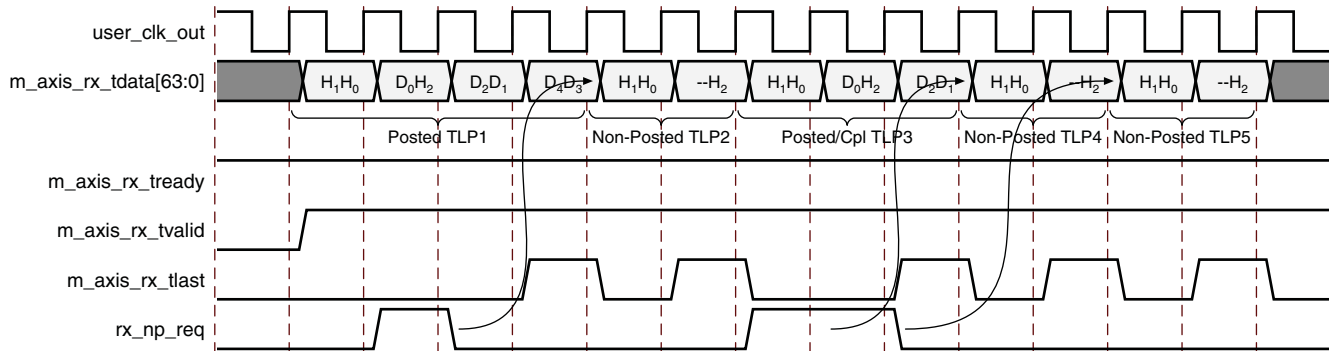 user_clk_out
m_axis_rx_tdata[63:0] H₁H₀ D₀H₂ D₂D₁ D₄D₃ H₁H₀ --H₂ H₁H₀ D₀H₂ D₂D₁ H₁H₀ --H₂ H₁H₀ --H₂
Posted TLP1 Non-Posted TLP2 Posted/Cpl TLP3 Non-Posted TLP4 Non-Posted TLP5
m_axis_rx_tready
m_axis_rx_tvalid
m_axis_rx_tlast
rx_np_req